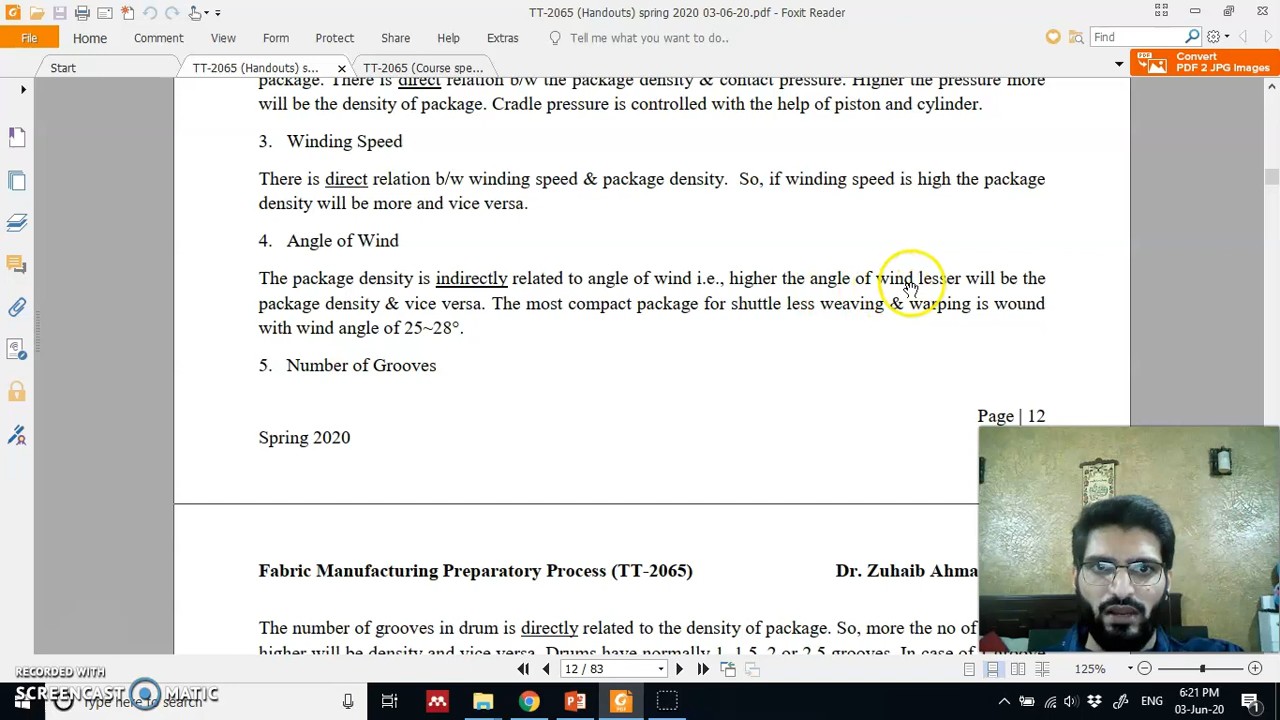 TT-2065 (Handouts) spring 2020 03-06-20.pdf - Foxit Reader
File Home Comment View Form Protect Share Help Extras Tell me what you want to do.. Find
Start TT-2065 (Handouts) s... TT-2065 (Course spe... Convert
PDF 2 JPG Images
package. There is direct relation b/w the package density & contact pressure. Higher the pressure more
will be the density of package. Cradle pressure is controlled with the help of piston and cylinder.
3. Winding Speed
There is direct relation b/w winding speed & package density. So, if winding speed is high the package
density will be more and vice versa.
4. Angle of Wind
The package density is indirectly related to angle of wind i.e., higher the angle of wind lesser will be the
package density & vice versa. The most compact package for shuttle less weaving & warping is wound
with wind angle of 25~28°.
5. Number of Grooves
Page | 12
Spring 2020
Fabric Manufacturing Preparatory Process (TT-2065) Dr. Zuhaib Ahma
The number of grooves in drum is directly related to the density of package. So, more the no of
higher will be density and vice versa. Drums have normally 1, 1.5, 2 or 2.5 grooves. In case of
12 / 83 125%
RECORDED WITH
SCREENCAST MATIC
Type here to search
ENG
6:21 PM
03-Jun-20